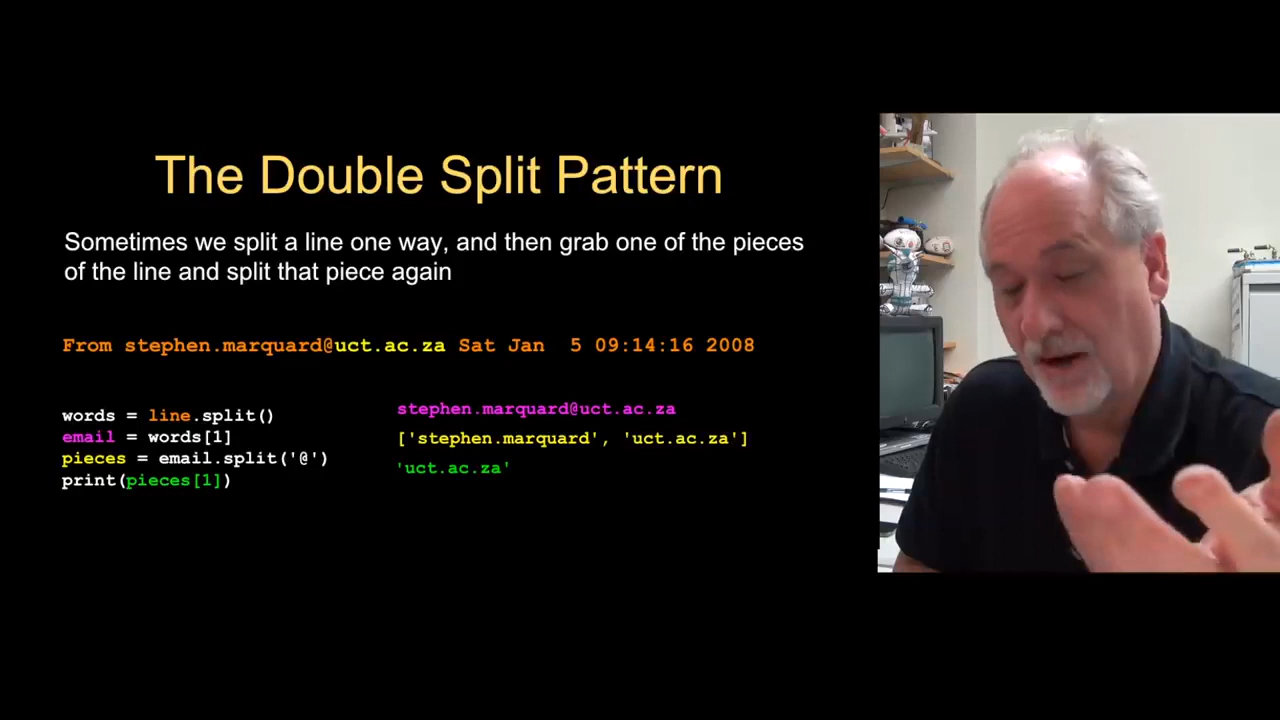 The Double Split Pattern
Sometimes we split a line one way, and then grab one of the pieces
of the line and split that piece again
From stephen.marquard@uct.ac.za Sat Jan  5 09:14:16 2008
words = line.split()
email = words[1]
pieces = email.split('@')
print(pieces[1])
stephen.marquard@uct.ac.za
['stephen.marquard', 'uct.ac.za']
'uct.ac.za'